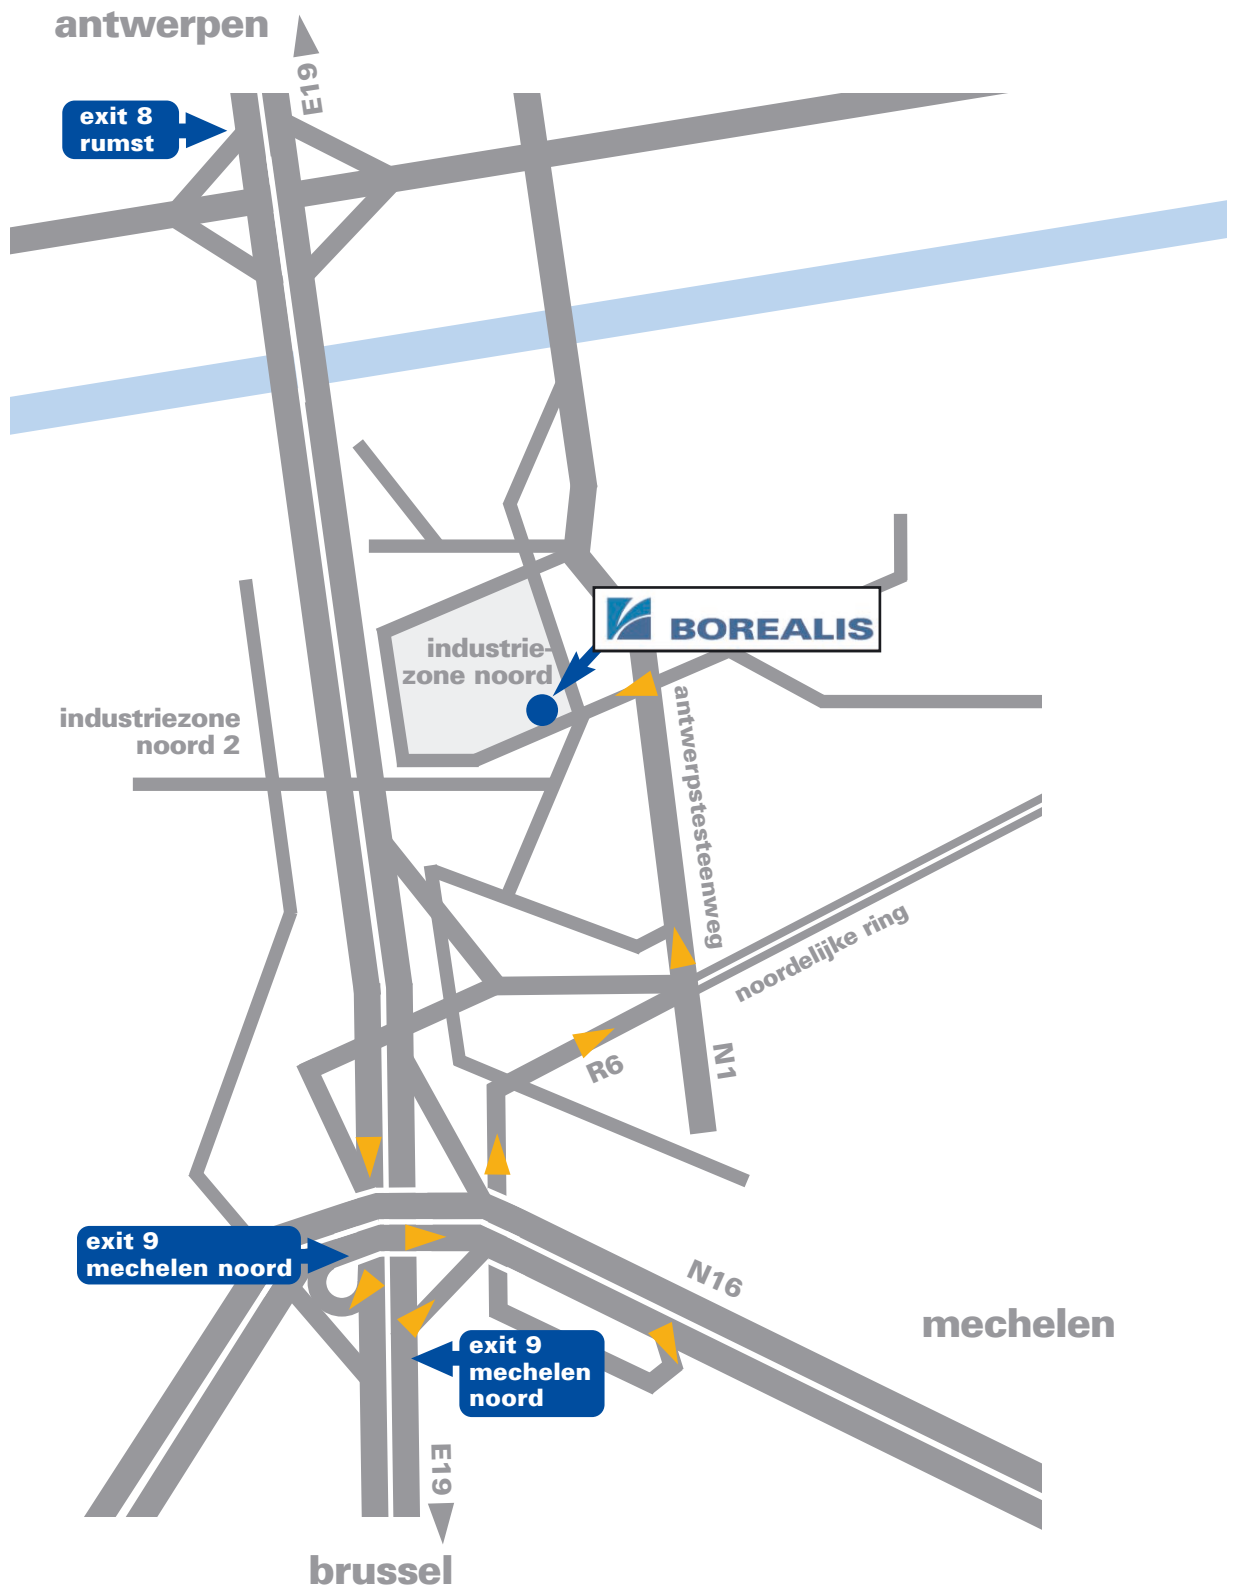 antwerpen
E19
exit 8
rumst
BOREALIS
industrie-
zone noord
industriezone
noord 2
antwerpstesteenweg
noordelijke ring
N1
R6
exit 9
mechelen noord
N16
mechelen
exit 9
mechelen
noord
E19
brussel